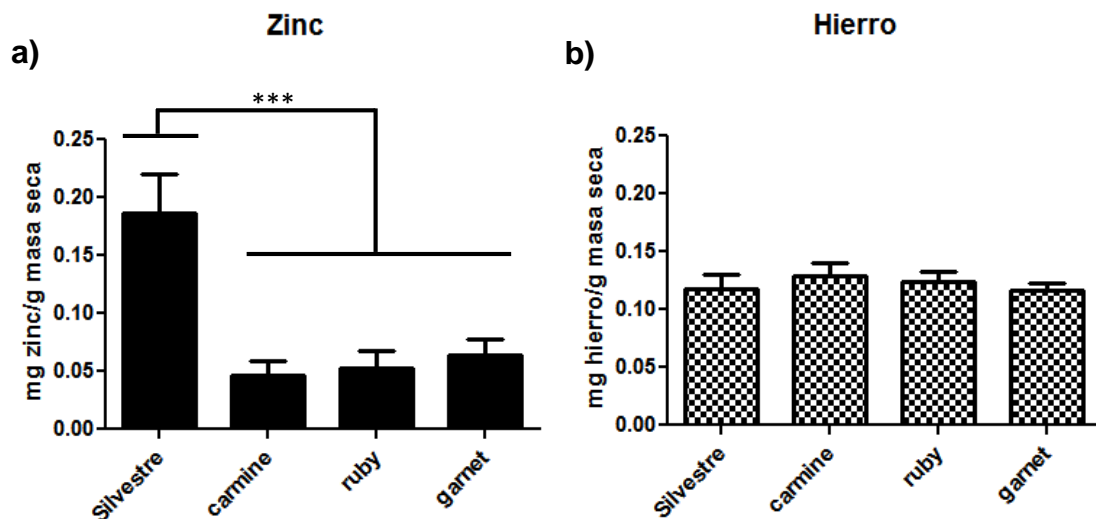 Zinc
a)
***
mg zinc/g masa seca
0.25
0.20
0.15
0.10
0.05
0.00
Silvestre
carmine
ruby
garnet
Hierro
b)
mg hierro/g masa seca
0.25
0.20
0.15
0.10
0.05
0.00
Silvestre
carmine
ruby
garnet